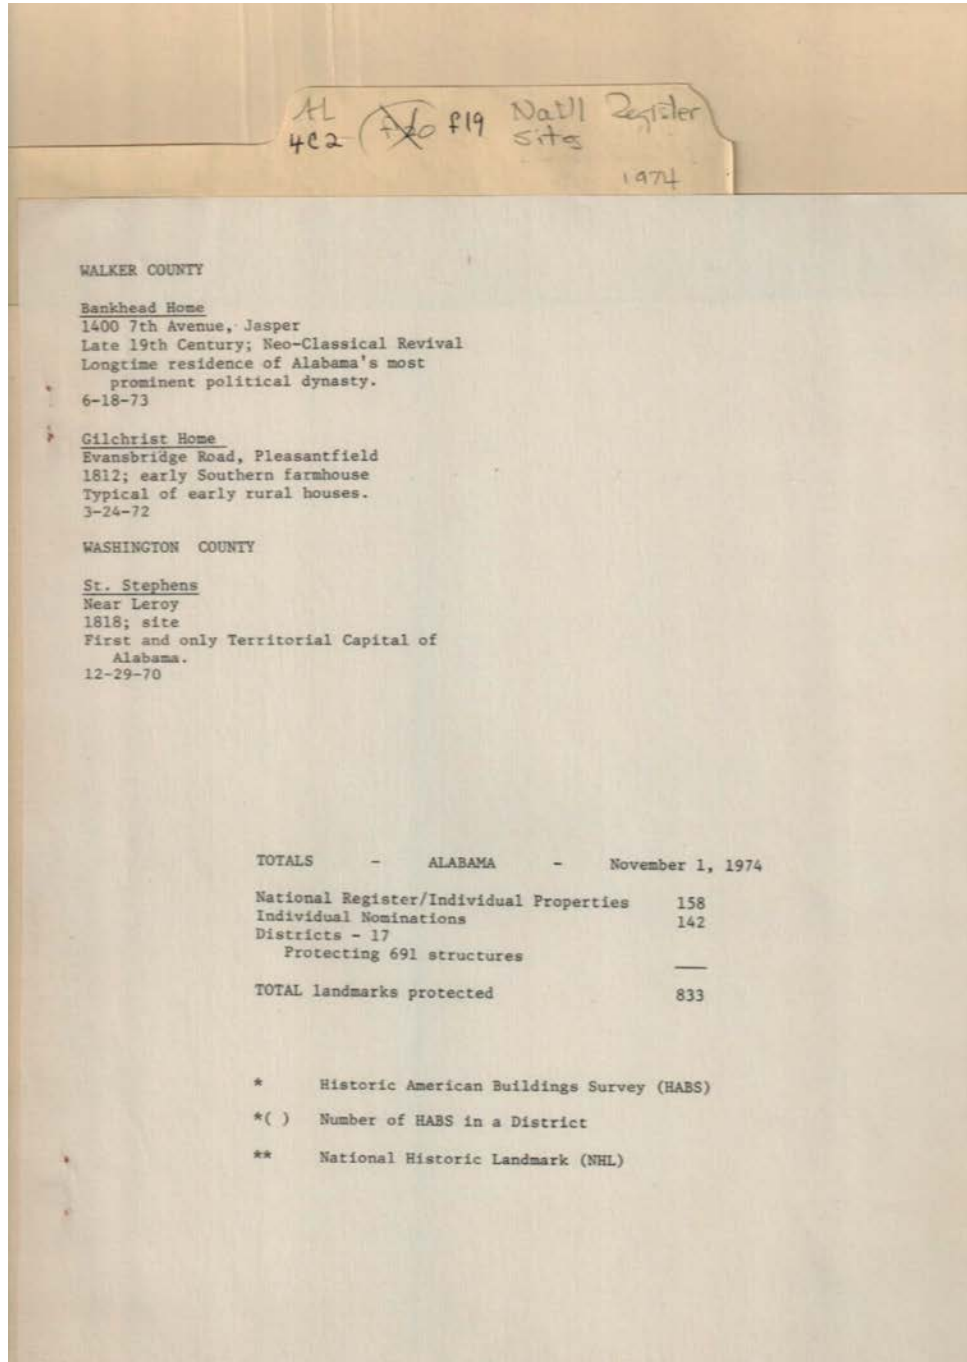 AL
4C2 f19 Nat'l Register
Sites
1974
WALKER COUNTY
Bankhead Home
1400 7th Avenue, Jasper
Late 19th Century; Neo-Classical Revival
Longtime residence of Alabama's most
prominent political dynasty.
6-18-73
Gilchrist Home
Evansbridge Road, Pleasantfield
1812; early Southern farmhouse
Typical of early rural houses.
3-24-72
WASHINGTON COUNTY
St. Stephens
Near Leroy
1818; site
First and only Territorial Capital of
Alabama.
12-29-70
TOTALS - ALABAMA - November 1, 1974
National Register/Individual Properties 158
Individual Nominations 142
Districts - 17
Protecting 691 structures
TOTAL landmarks protected 833
* Historic American Buildings Survey (HABS)
*( ) Number of HABS in a District
** National Historic Landmark (NHL)